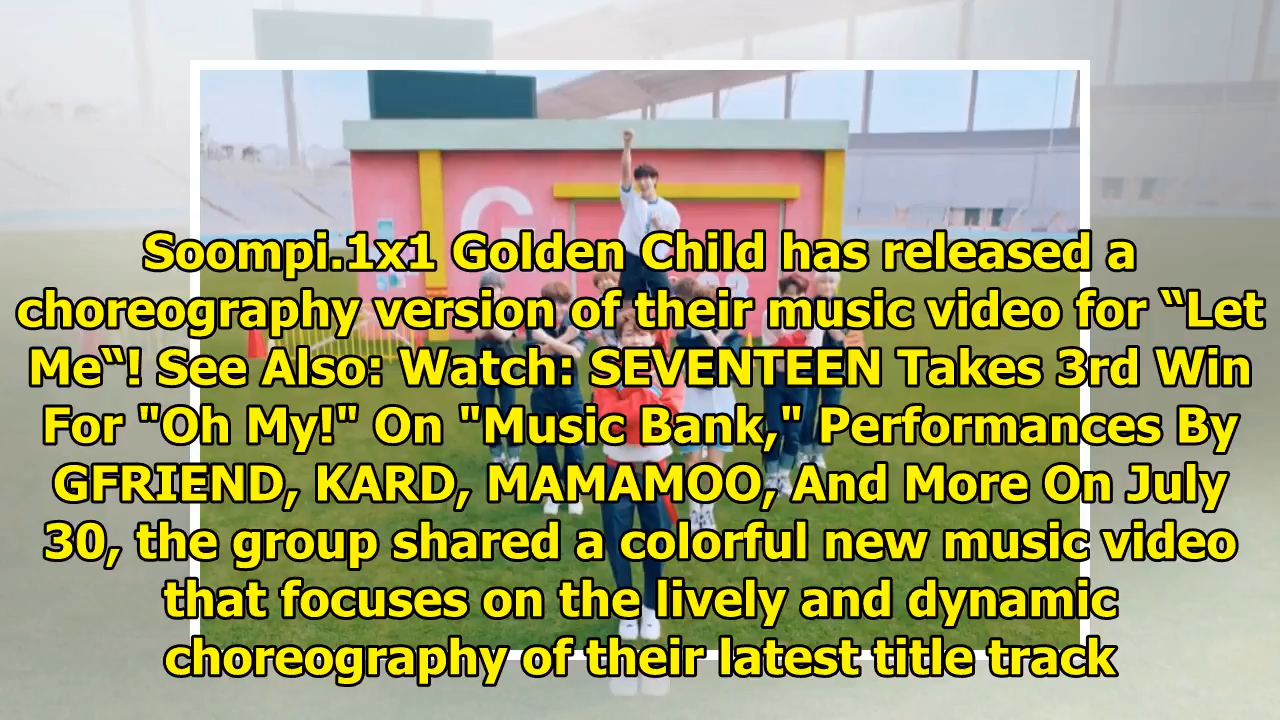 G
Soompi.1x1 Golden Child has released a
choreography version of their music video for “Let
Me“! See Also: Watch: SEVENTEEN Takes 3rd Win
For "Oh My!" On "Music Bank," Performances By
GFRIEND, KARD, MAMAMOO, And More On July
30, the group shared a colorful new music video
that focuses on the lively and dynamic
choreography of their latest title track